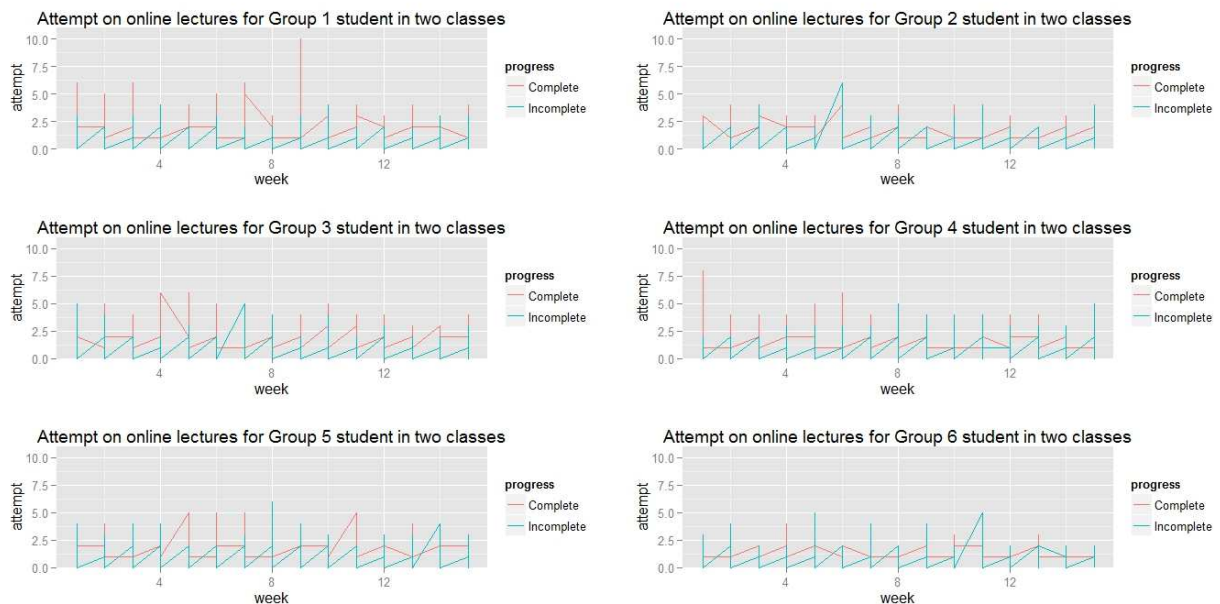 Attempt on online lectures for Group 1 student in two classes
10.0
7.5
5.0
2.5
0.0
attempt
4
8
12
week
progress
Complete
Incomplete
Attempt on online lectures for Group 2 student in two classes
10.0
7.5
5.0
2.5
0.0
attempt
4
8
12
week
progress
Complete
Incomplete
Attempt on online lectures for Group 3 student in two classes
10.0
7.5
5.0
2.5
0.0
attempt
4
8
12
week
progress
Complete
Incomplete
Attempt on online lectures for Group 4 student in two classes
10.0
7.5
5.0
2.5
0.0
attempt
4
8
12
week
progress
Complete
Incomplete
Attempt on online lectures for Group 5 student in two classes
10.0
7.5
5.0
2.5
0.0
attempt
4
8
12
week
progress
Complete
Incomplete
Attempt on online lectures for Group 6 student in two classes
10.0
7.5
5.0
2.5
0.0
attempt
4
8
12
week
progress
Complete
Incomplete